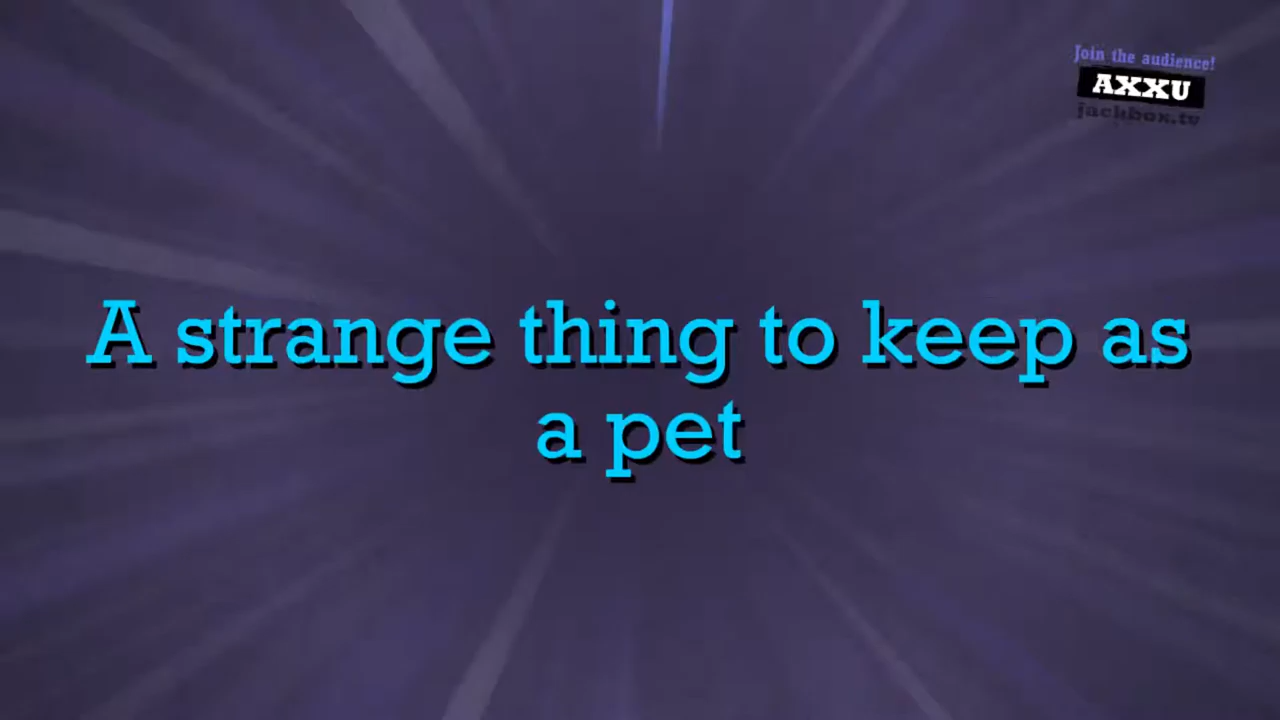 Join the audience!
AXXU
jackbox.tv
A strange thing to keep as
a pet